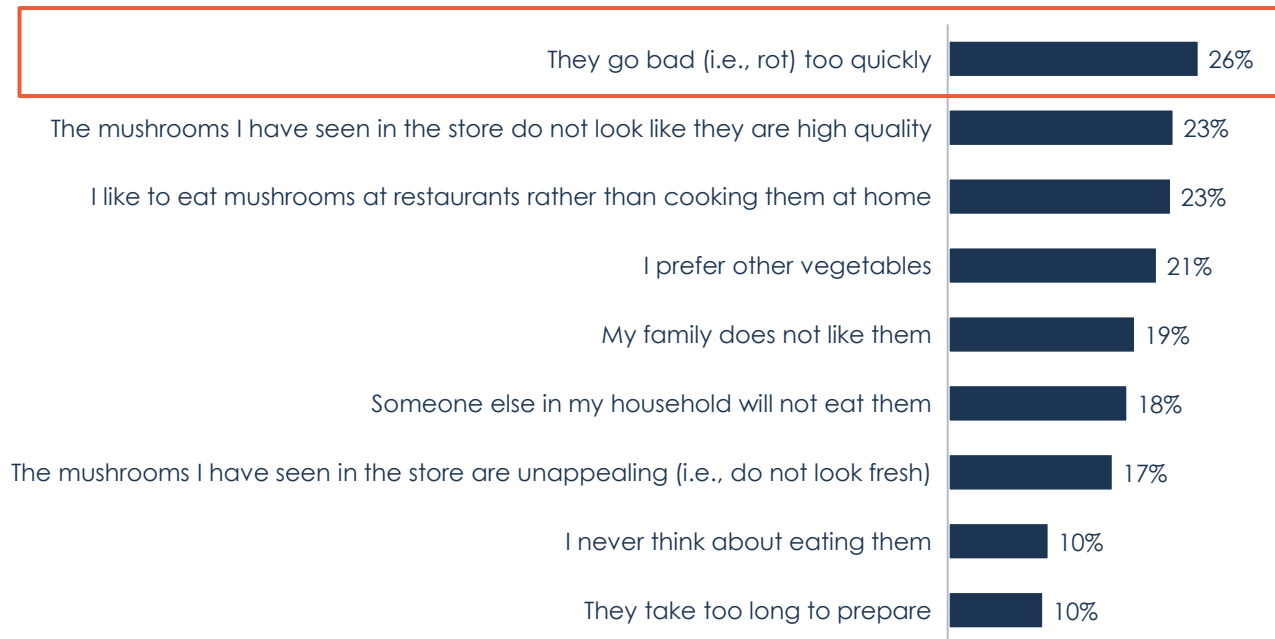 They go bad (i.e., rot) too quickly 26%
The mushrooms I have seen in the store do not look like they are high quality 23%
I like to eat mushrooms at restaurants rather than cooking them at home 23%
I prefer other vegetables 21%
My family does not like them 19%
Someone else in my household will not eat them 18%
The mushrooms I have seen in the store are unappealing (i.e., do not look fresh) 17%
I never think about eating them 10%
They take too long to prepare 10%